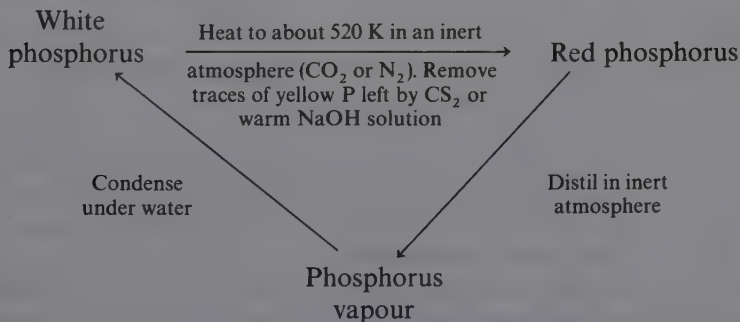 White
phosphorus
Heat to about 520 K in an inert
atmosphere (CO₂ or N₂). Remove
traces of yellow P left by CS₂ or
warm NaOH solution
Red phosphorus
Condense
under water
Distil in inert
atmosphere
Phosphorus
vapour